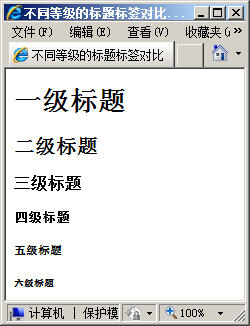 不同等级的标题标签对比...
文件(F) 编辑(E) 查看(V) 收藏夹(
不同等级的标题标签对比
一级标题
二级标题
三级标题
四级标题
五级标题
六级标题
计算机 | 保护模 100%